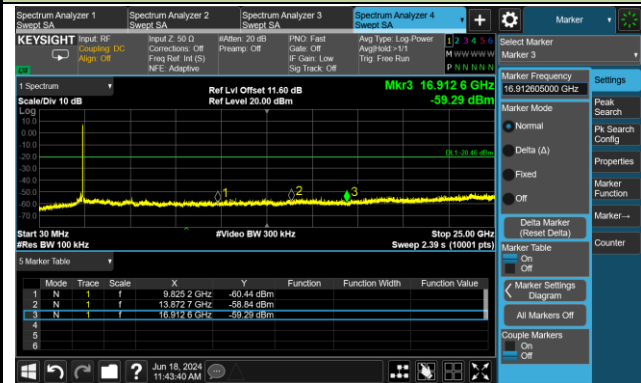 Spectrum Analyzer 1
Swept SA
Spectrum Analyzer 2
Swept SA
Spectrum Analyzer 3
Swept SA
Spectrum Analyzer 4
Swept SA
Marker
KEYSIGHT
Input: RF
Coupling: DC
Align: Off
Input Z: 50 Ω
Corrections: Off
Freq Ref: Int (S)
NFE: Adaptive
#Atten: 20 dB
Preamp: Off
PNO: Fast
Gate: Off
IF Gain: Low
Sig Track: Off
Avg Type: Log-Power
Avg|Hold:>1/1
Trig: Free Run
1 2 3 4 5 6
M W W W W W
P N N N N N
Select Marker
Marker 3
1 Spectrum
Scale/Div 10 dB
Log
Ref Lvl Offset 11.60 dB
Ref Level 20.00 dBm
Mkr3 16.912 6 GHz
-59.29 dBm
10.0
0.00
-10.0
-20.0
-30.0
-40.0
-50.0
-60.0
-70.0
DL1 -20.46 dBm
1
2
3
Start 30 MHz
#Res BW 100 kHz
#Video BW 300 kHz
Stop 25.00 GHz
Sweep 2.39 s (10001 pts)
5 Marker Table
Mode Trace Scale X Y Function Function Width Function Value
1 N 1 f 9.825 2 GHz -60.44 dBm
2 N 1 f 13.872 7 GHz -58.84 dBm
3 N 1 f 16.912 6 GHz -59.29 dBm
4
5
6
Marker Frequency
16.912605000 GHz
Marker Mode
Normal
Delta (Δ)
Fixed
Off
Delta Marker
(Reset Delta)
Marker Table
On
Off
Marker Settings
Diagram
All Markers Off
Couple Markers
On
Off
Settings
Peak
Search
Pk Search
Config
Properties
Marker
Function
Marker→
Counter
Jun 18, 2024
11:43:40 AM